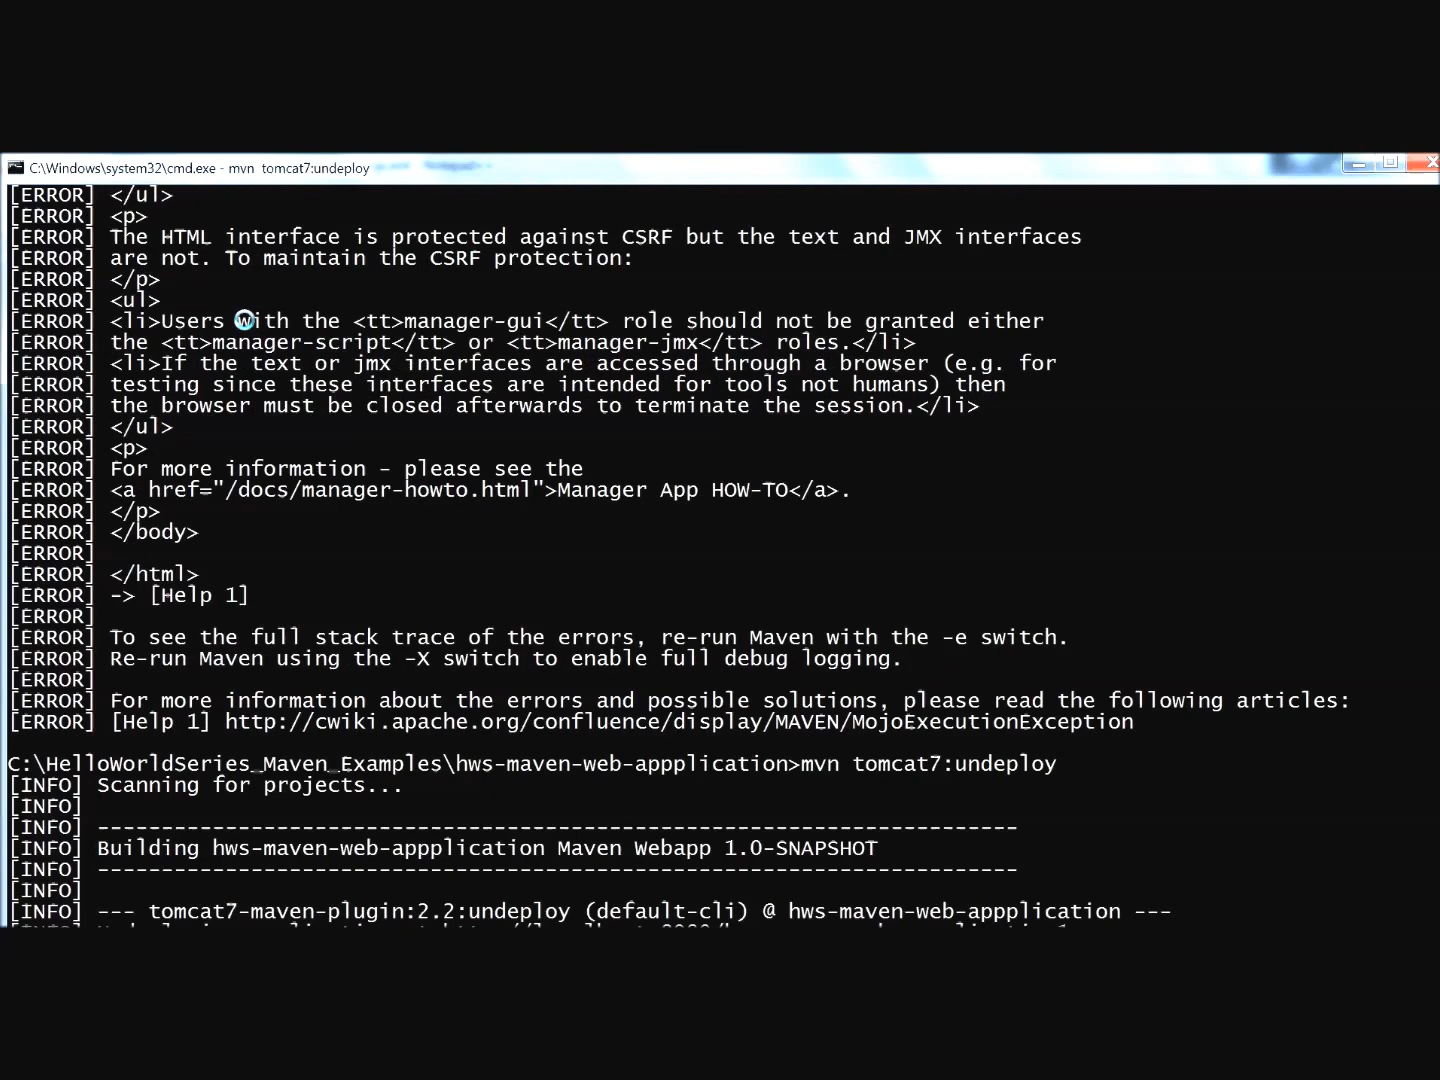 C:\Windows\system32\cmd.exe - mvn  tomcat7:undeploy
[ERROR] </ul>
[ERROR] <p>
[ERROR] The HTML interface is protected against CSRF but the text and JMX interfaces
[ERROR] are not. To maintain the CSRF protection:
[ERROR] </p>
[ERROR] <ul>
[ERROR] <li>Users with the <tt>manager-gui</tt> role should not be granted either
[ERROR] the <tt>manager-script</tt> or <tt>manager-jmx</tt> roles.</li>
[ERROR] <li>If the text or jmx interfaces are accessed through a browser (e.g. for
[ERROR] testing since these interfaces are intended for tools not humans) then
[ERROR] the browser must be closed afterwards to terminate the session.</li>
[ERROR] </ul>
[ERROR] <p>
[ERROR] For more information - please see the
[ERROR] <a href="/docs/manager-howto.html">Manager App HOW-TO</a>.
[ERROR] </p>
[ERROR] </body>
[ERROR]
[ERROR] </html>
[ERROR] -> [Help 1]
[ERROR]
[ERROR] To see the full stack trace of the errors, re-run Maven with the -e switch.
[ERROR] Re-run Maven using the -X switch to enable full debug logging.
[ERROR]
[ERROR] For more information about the errors and possible solutions, please read the following articles:
[ERROR] [Help 1] http://cwiki.apache.org/confluence/display/MAVEN/MojoExecutionException
C:\HelloWorldSeries_Maven_Examples\hws-maven-web-appplication>mvn tomcat7:undeploy
[INFO] Scanning for projects...
[INFO]
[INFO] ------------------------------------------------------------------------
[INFO] Building hws-maven-web-appplication Maven Webapp 1.0-SNAPSHOT
[INFO] ------------------------------------------------------------------------
[INFO]
[INFO] --- tomcat7-maven-plugin:2.2:undeploy (default-cli) @ hws-maven-web-appplication ---